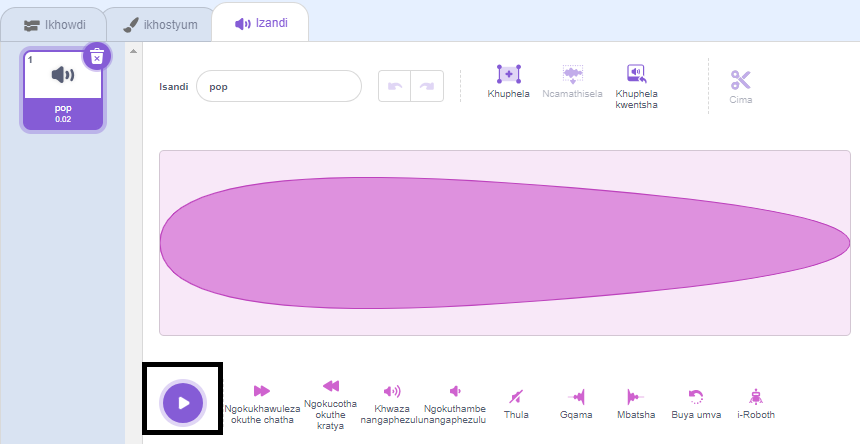 Ikhowdi
ikhostyum
Izandi
1
pop
0.02
Isandi
pop
Khuphela
Ncamathisela
Khuphela
kwentsha
Cima
Ngokukhawuleza
okuthe chatha
Ngokucotha
okuthe
kratya
Khwaza
nangaphezulu
Ngokuthambe
nangaphezulu
Thula
Gqama
Mbatsha
Buya umva
i-Roboth